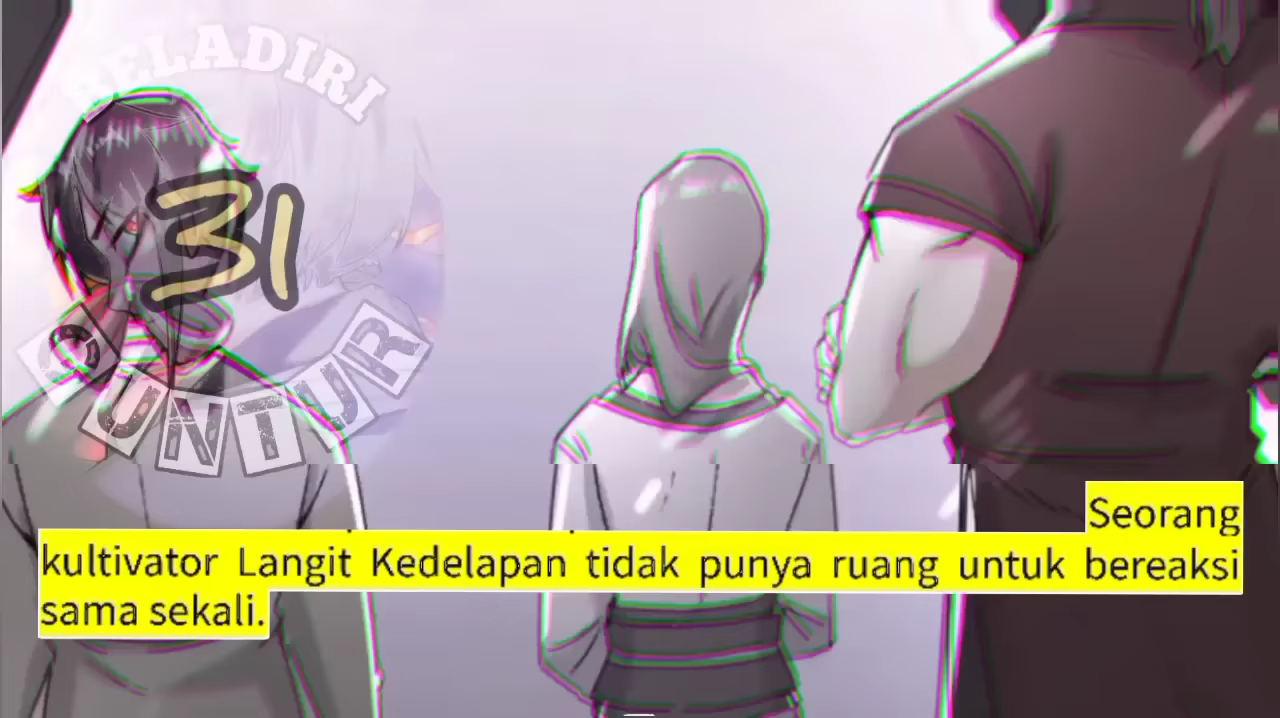 BELADIRI
31
GUNTUR
Seorang
kultivator Langit Kedelapan tidak punya ruang untuk bereaksi
sama sekali.